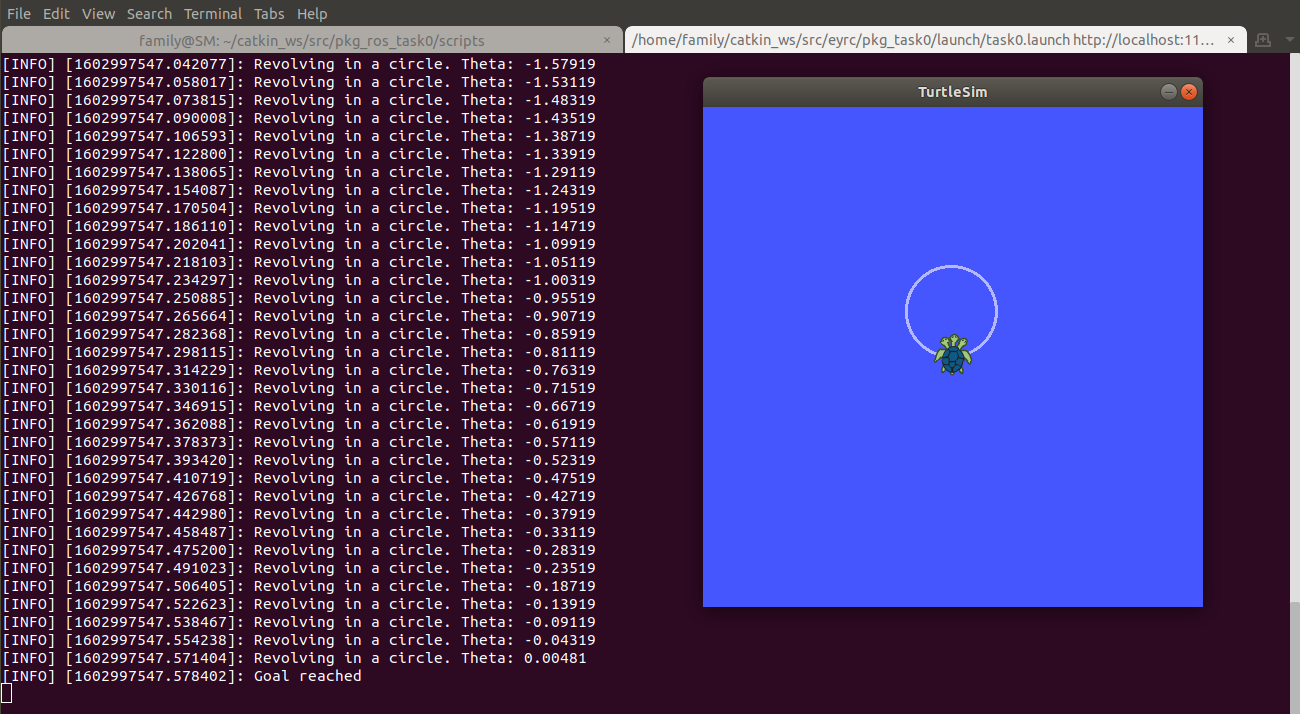 File Edit View Search Terminal Tabs Help
family@SM: ~/catkin_ws/src/pkg_ros_task0/scripts × /home/family/catkin_ws/src/eyrc/pkg_task0/launch/task0.launch http://localhost:11... ×
[INFO] [1602997547.042077]: Revolving in a circle. Theta: -1.57919
[INFO] [1602997547.058017]: Revolving in a circle. Theta: -1.53119
[INFO] [1602997547.073815]: Revolving in a circle. Theta: -1.48319
[INFO] [1602997547.090008]: Revolving in a circle. Theta: -1.43519
[INFO] [1602997547.106593]: Revolving in a circle. Theta: -1.38719
[INFO] [1602997547.122800]: Revolving in a circle. Theta: -1.33919
[INFO] [1602997547.138065]: Revolving in a circle. Theta: -1.29119
[INFO] [1602997547.154087]: Revolving in a circle. Theta: -1.24319
[INFO] [1602997547.170504]: Revolving in a circle. Theta: -1.19519
[INFO] [1602997547.186110]: Revolving in a circle. Theta: -1.14719
[INFO] [1602997547.202041]: Revolving in a circle. Theta: -1.09919
[INFO] [1602997547.218103]: Revolving in a circle. Theta: -1.05119
[INFO] [1602997547.234297]: Revolving in a circle. Theta: -1.00319
[INFO] [1602997547.250885]: Revolving in a circle. Theta: -0.95519
[INFO] [1602997547.265664]: Revolving in a circle. Theta: -0.90719
[INFO] [1602997547.282368]: Revolving in a circle. Theta: -0.85919
[INFO] [1602997547.298115]: Revolving in a circle. Theta: -0.81119
[INFO] [1602997547.314229]: Revolving in a circle. Theta: -0.76319
[INFO] [1602997547.330116]: Revolving in a circle. Theta: -0.71519
[INFO] [1602997547.346915]: Revolving in a circle. Theta: -0.66719
[INFO] [1602997547.362088]: Revolving in a circle. Theta: -0.61919
[INFO] [1602997547.378373]: Revolving in a circle. Theta: -0.57119
[INFO] [1602997547.393420]: Revolving in a circle. Theta: -0.52319
[INFO] [1602997547.410719]: Revolving in a circle. Theta: -0.47519
[INFO] [1602997547.426768]: Revolving in a circle. Theta: -0.42719
[INFO] [1602997547.442980]: Revolving in a circle. Theta: -0.37919
[INFO] [1602997547.458487]: Revolving in a circle. Theta: -0.33119
[INFO] [1602997547.475200]: Revolving in a circle. Theta: -0.28319
[INFO] [1602997547.491023]: Revolving in a circle. Theta: -0.23519
[INFO] [1602997547.506405]: Revolving in a circle. Theta: -0.18719
[INFO] [1602997547.522623]: Revolving in a circle. Theta: -0.13919
[INFO] [1602997547.538467]: Revolving in a circle. Theta: -0.09119
[INFO] [1602997547.554238]: Revolving in a circle. Theta: -0.04319
[INFO] [1602997547.571404]: Revolving in a circle. Theta: 0.00481
[INFO] [1602997547.578402]: Goal reached
TurtleSim